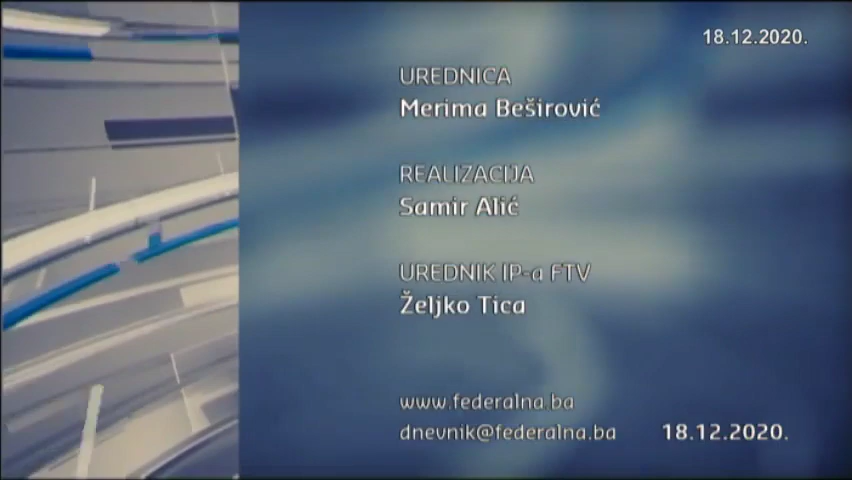 18.12.2020.
UREDNICA
Merima Beširović
REALIZACIJA
Samir Alić
UREDNIK IP-a FTV
Željko Tica
www.federalna.ba
dnevnik@federalna.ba 18.12.2020.